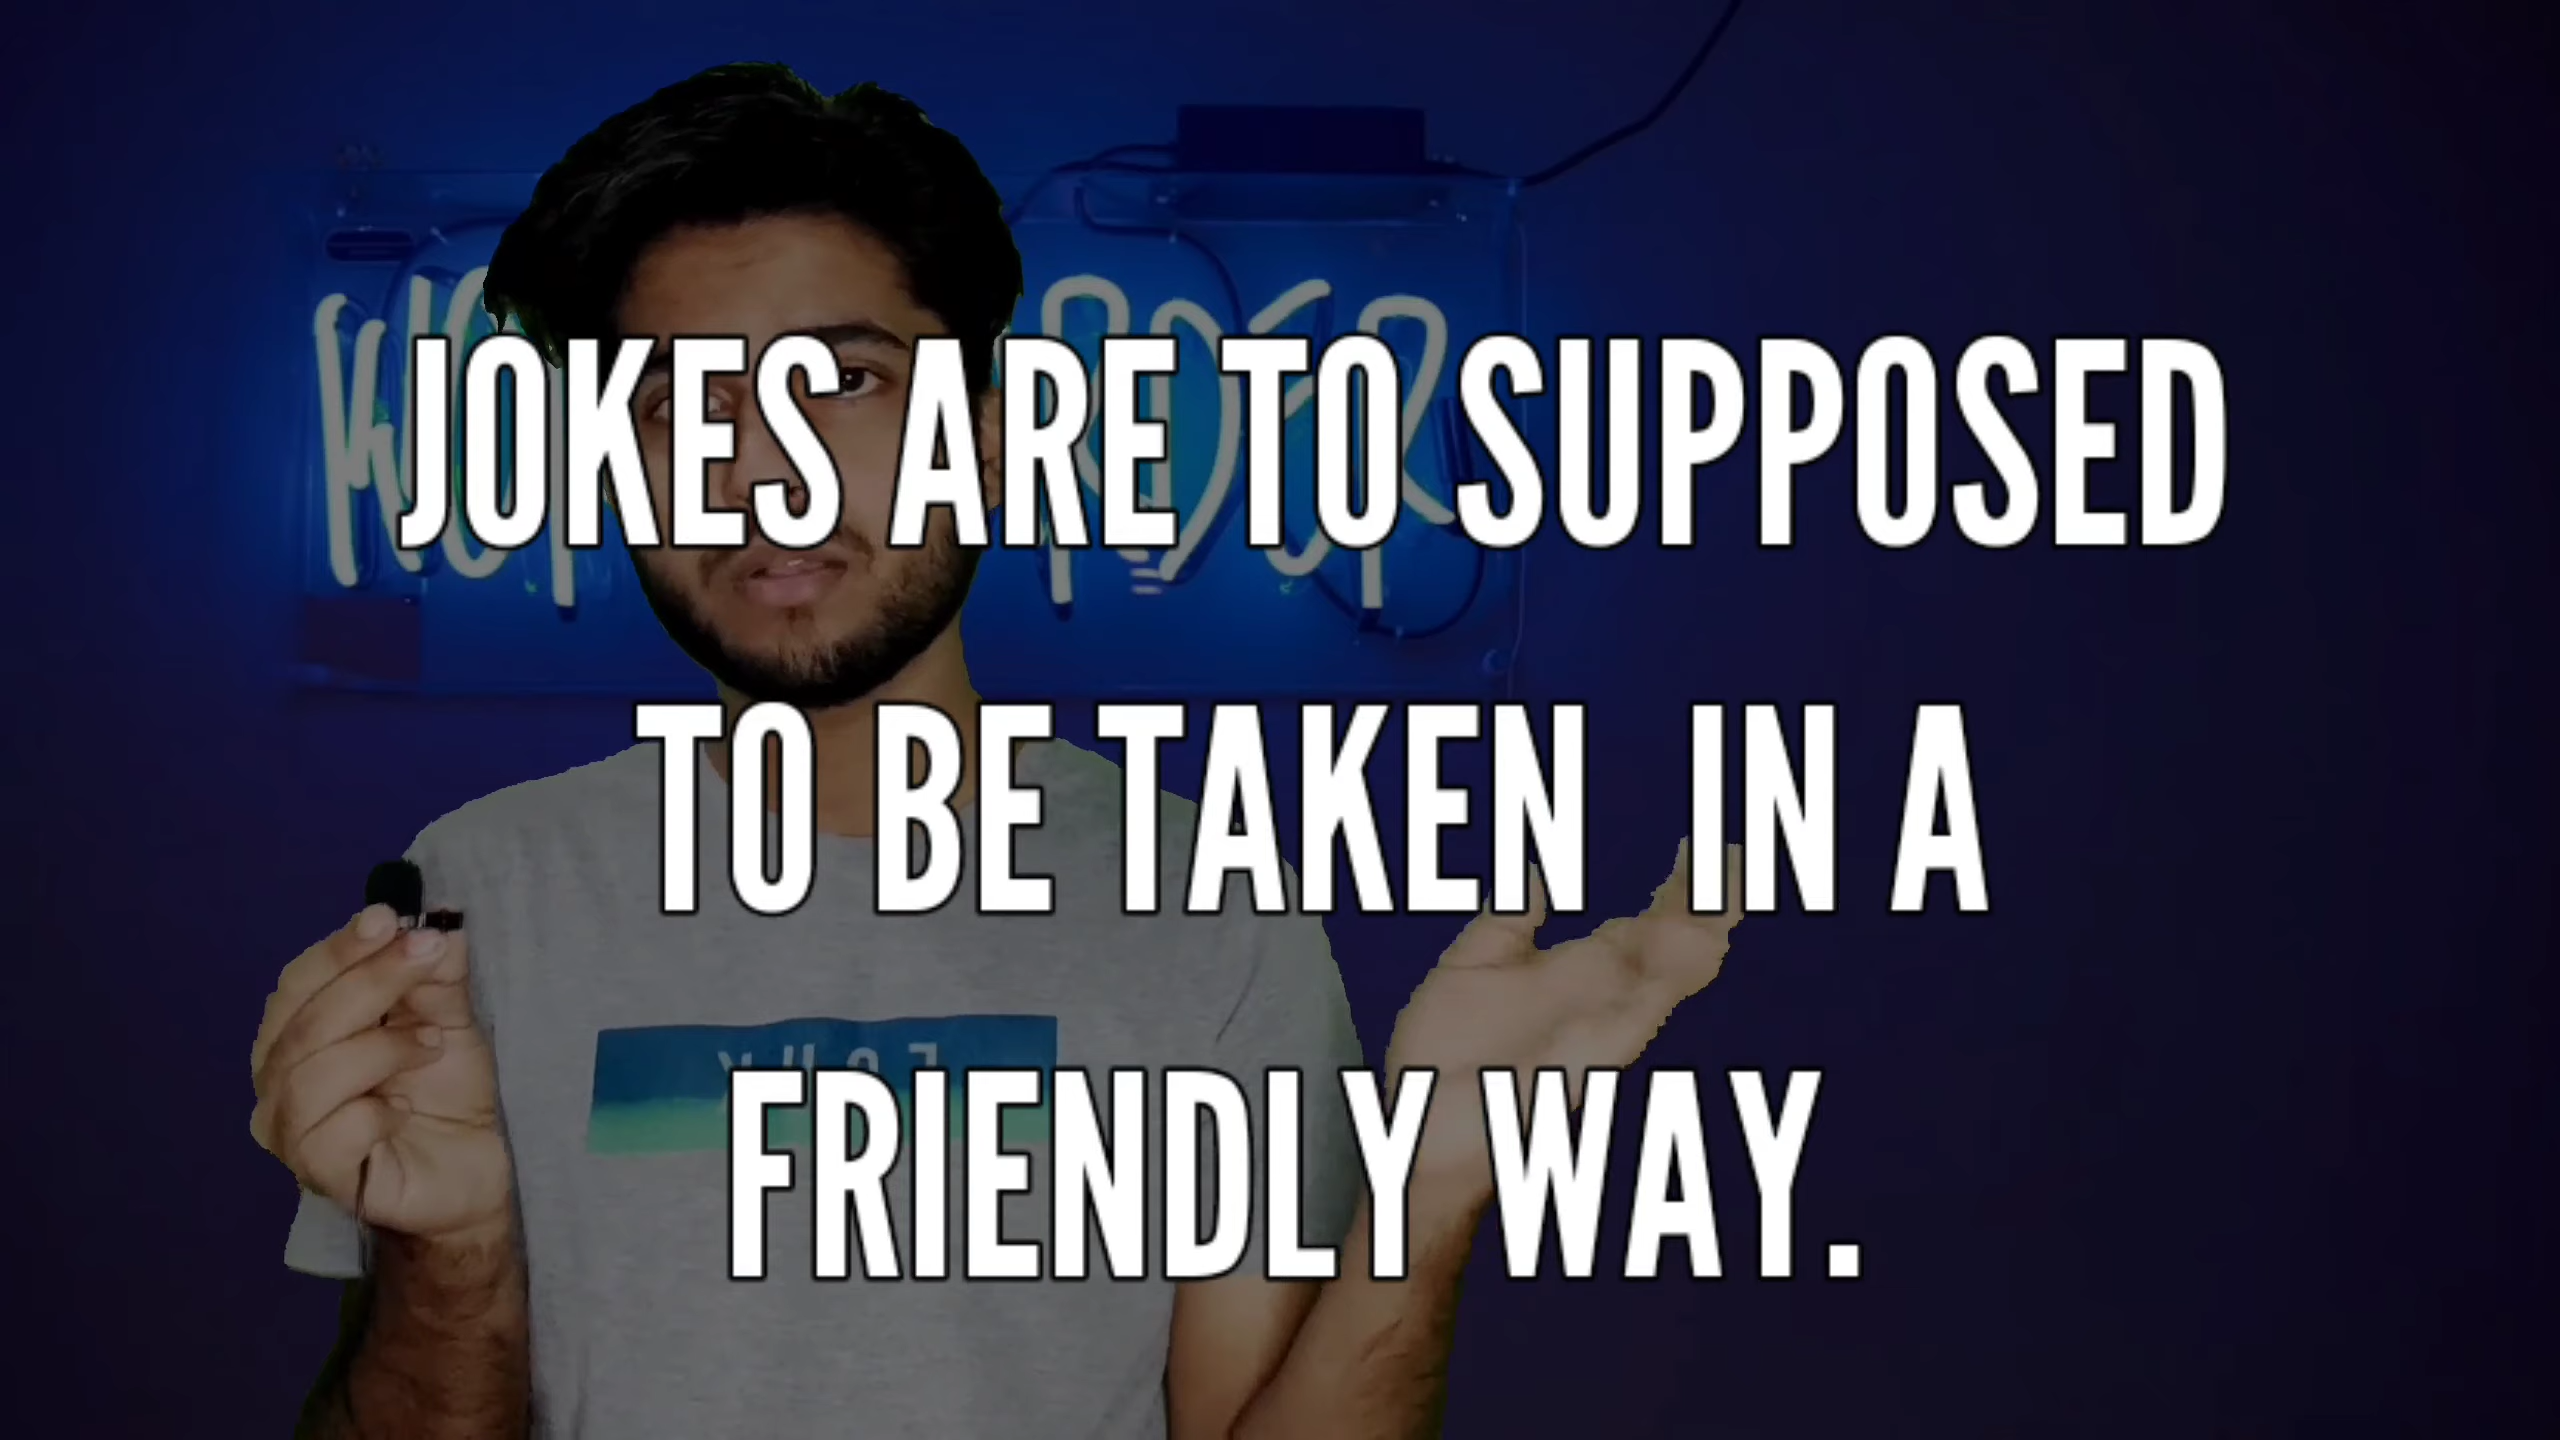 JOKES ARE TO SUPPOSED
TO BE TAKEN  IN A
FRIENDLY WAY.